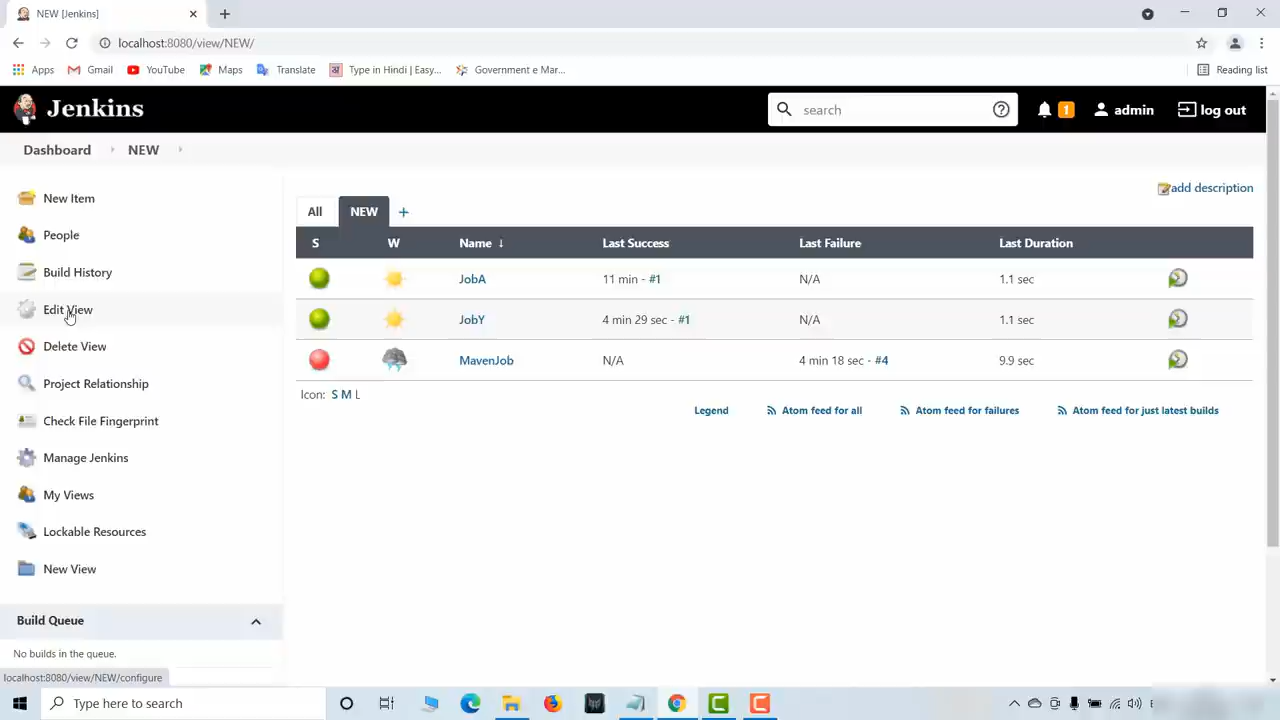 NEW [Jenkins]
localhost:8080/view/NEW/
Apps Gmail YouTube Maps Translate Type in Hindi | Easy... Government e Mar... Reading list
Jenkins search 1 admin log out
Dashboard NEW
add description
New Item
People
Build History
Edit View
Delete View
Project Relationship
Check File Fingerprint
Manage Jenkins
My Views
Lockable Resources
New View
All NEW +
S W Name ↓ Last Success Last Failure Last Duration
JobA 11 min - #1 N/A 1.1 sec
JobY 4 min 29 sec - #1 N/A 1.1 sec
MavenJob N/A 4 min 18 sec - #4 9.9 sec
Icon: S M L
Legend Atom feed for all Atom feed for failures Atom feed for just latest builds
Build Queue
No builds in the queue.
localhost:8080/view/NEW/configure
Type here to search